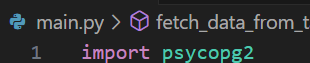 main.py > fetch_data_from_t
1 import psycopg2